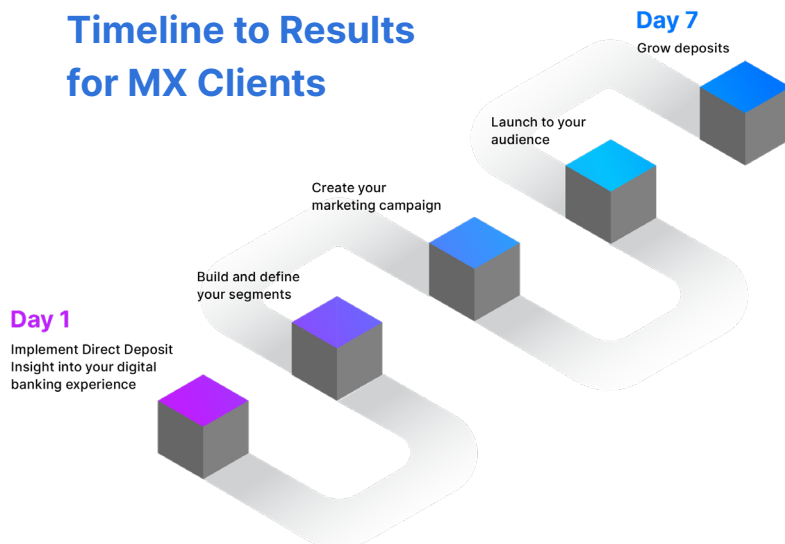 Timeline to Results
for MX Clients
Day 7
Grow deposits
Launch to your
audience
Create your
marketing campaign
Build and define
your segments
Day 1
Implement Direct Deposit
Insight into your digital
banking experience